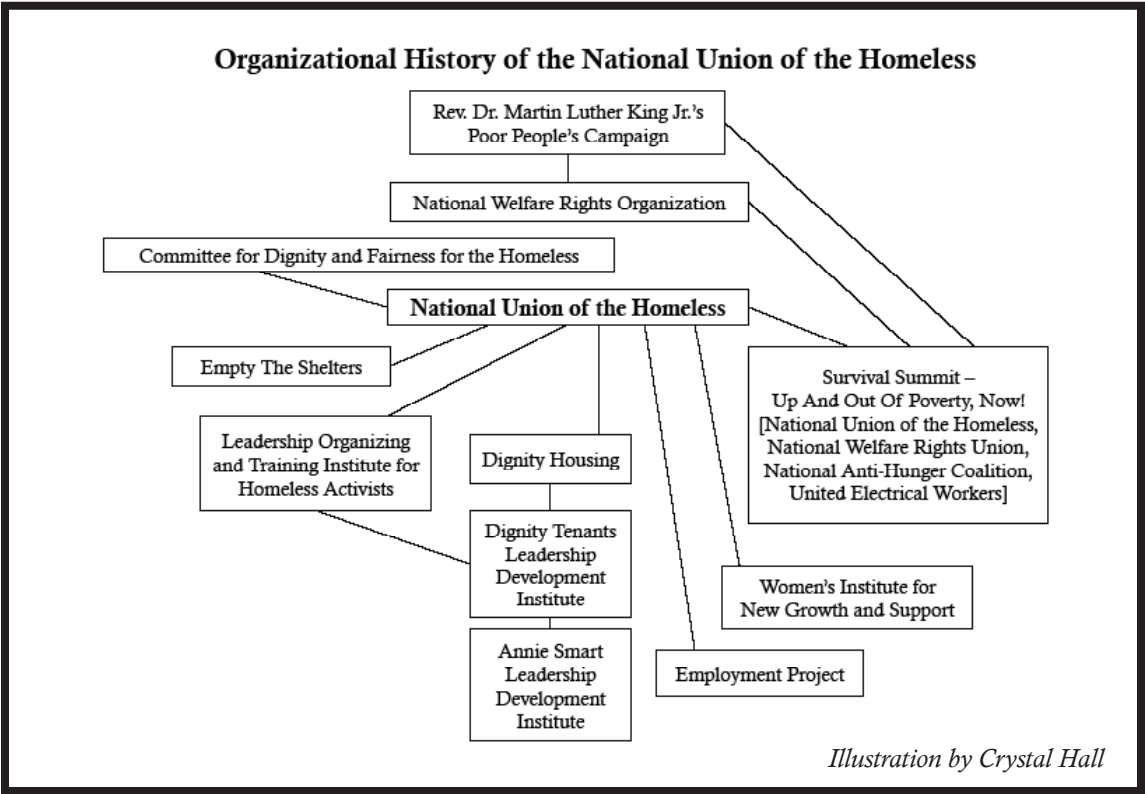 Organizational History of the National Union of the Homeless
Rev. Dr. Martin Luther King Jr.’s
Poor People’s Campaign
National Welfare Rights Organization
Committee for Dignity and Fairness for the Homeless
National Union of the Homeless
Empty The Shelters
Survival Summit –
Up And Out Of Poverty, Now!
[National Union of the Homeless,
National Welfare Rights Union,
National Anti-Hunger Coalition,
United Electrical Workers]
Leadership Organizing
and Training Institute for
Homeless Activists
Dignity Housing
Dignity Tenants
Leadership
Development
Institute
Women’s Institute for
New Growth and Support
Annie Smart
Leadership
Development
Institute
Employment Project
Illustration by Crystal Hall